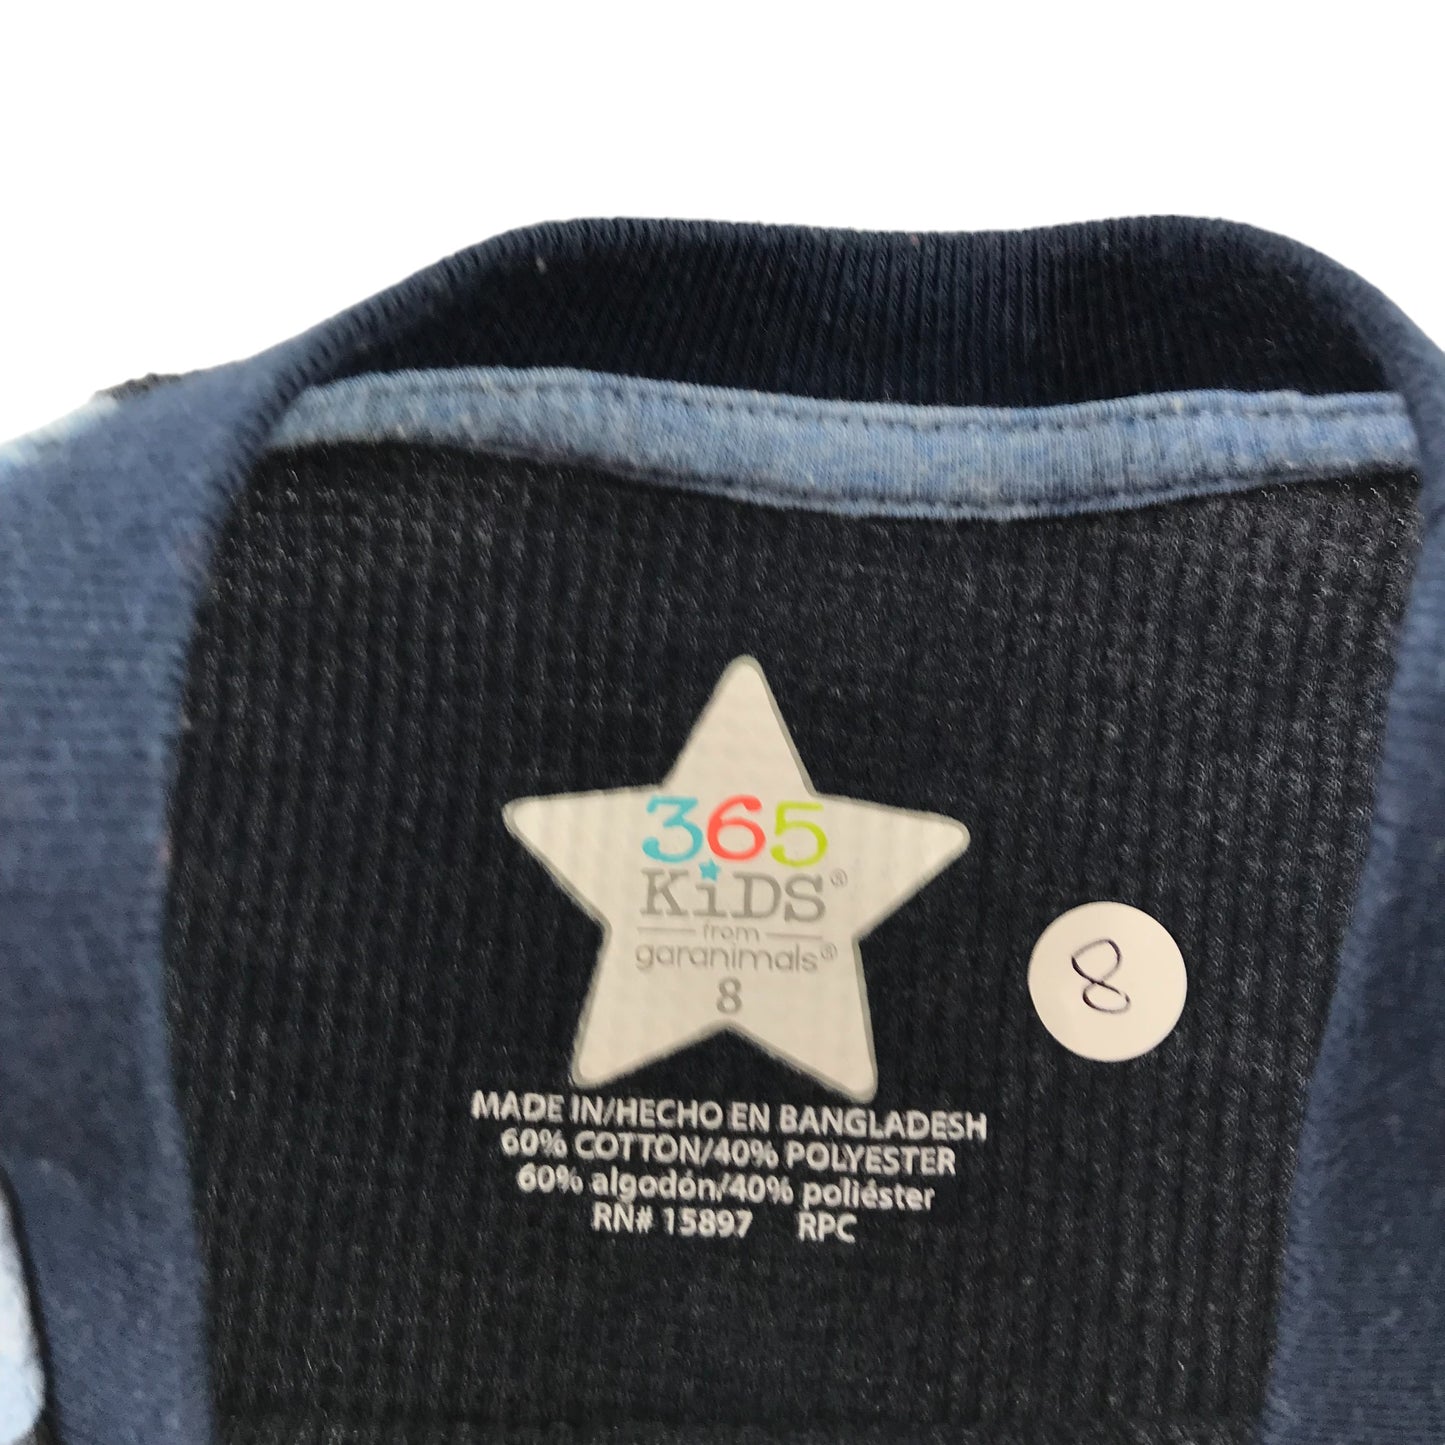 365
KiDS®
from
garanimals®
8
8
MADE IN/HECHO EN BANGLADESH
60% COTTON/40% POLYESTER
60% algodón/40% poliéster
RN# 15897 RPC